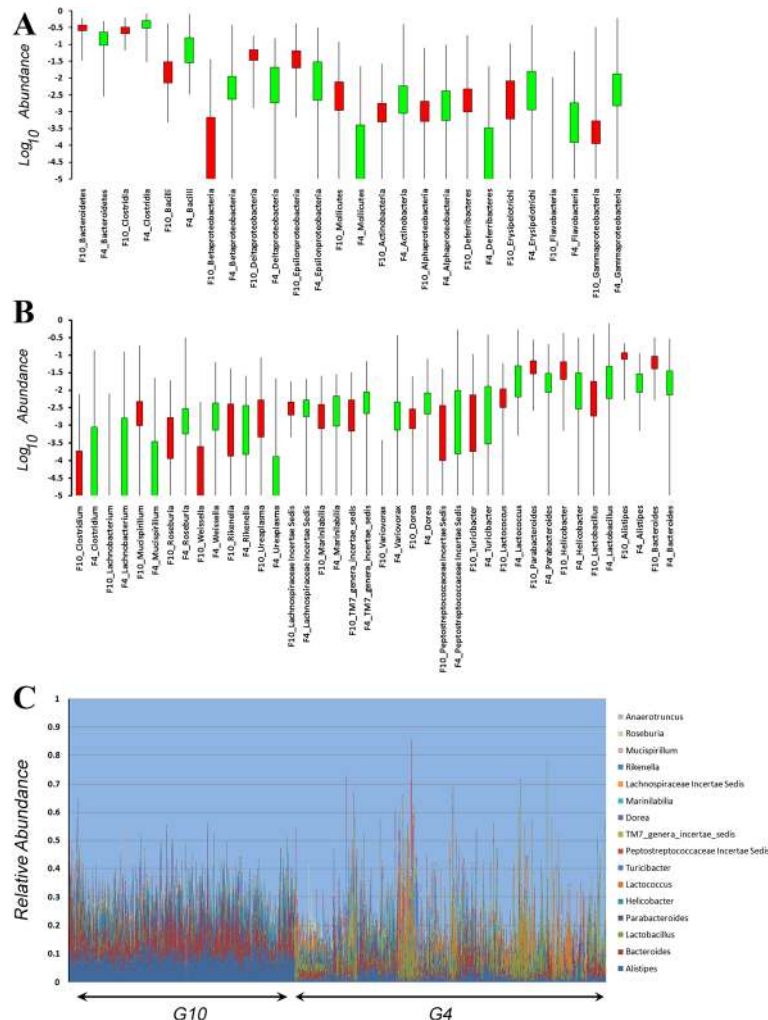 A
Log10 Abundance
0
-0.5
-1
-1.5
-2
-2.5
-3
-3.5
-4
-4.5
-5
F10_Bacteroidetes
F4_Bacteroidetes
F10_Clostridia
F4_Clostridia
F10_Bacilli
F4_Bacilli
F10_Betaproteobacteria
F4_Betaproteobacteria
F10_Deltaproteobacteria
F4_Deltaproteobacteria
F10_Epsilonproteobacteria
F4_Epsilonproteobacteria
F10_Mollicutes
F4_Mollicutes
F10_Actinobacteria
F4_Actinobacteria
F10_Alphaproteobacteria
F4_Alphaproteobacteria
F10_Deferribacteres
F4_Deferribacteres
F10_Erysipelotrichi
F4_Erysipelotrichi
F10_Flavobacteria
F4_Flavobacteria
F10_Gammaproteobacteria
F4_Gammaproteobacteria
B
Log10 Abundance
0
-0.5
-1
-1.5
-2
-2.5
-3
-3.5
-4
-4.5
-5
F10_Clostridium
F4_Clostridium
F10_Lachnobacterium
F4_Lachnobacterium
F10_Mucispirillum
F4_Mucispirillum
F10_Roseburia
F4_Roseburia
F10_Weissella
F4_Weissella
F10_Rikenella
F4_Rikenella
F10_Ureaplasma
F4_Ureaplasma
F10_Lachnospiraceae Incertae Sedis
F4_Lachnospiraceae Incertae Sedis
F10_Marinilabilia
F4_Marinilabilia
F10_TM7_genera_incertae_sedis
F4_TM7_genera_incertae_sedis
F10_Variovorax
F4_Variovorax
F10_Dorea
F4_Dorea
F10_Peptostreptococcaceae Incertae Sedis
F4_Peptostreptococcaceae Incertae Sedis
F10_Turicibacter
F4_Turicibacter
F10_Lactococcus
F4_Lactococcus
F10_Parabacteroides
F4_Parabacteroides
F10_Helicobacter
F4_Helicobacter
F10_Lactobacillus
F4_Lactobacillus
F10_Alistipes
F4_Alistipes
F10_Bacteroides
F4_Bacteroides
C
Relative Abundance
1
0.9
0.8
0.7
0.6
0.5
0.4
0.3
0.2
0.1
0
Anaerotruncus
Roseburia
Mucispirillum
Rikenella
Lachnospiraceae Incertae Sedis
Marinilabilia
Dorea
TM7_genera_incertae_sedis
Peptostreptococcaceae Incertae Sedis
Turicibacter
Lactococcus
Helicobacter
Parabacteroides
Lactobacillus
Bacteroides
Alistipes
G10
G4